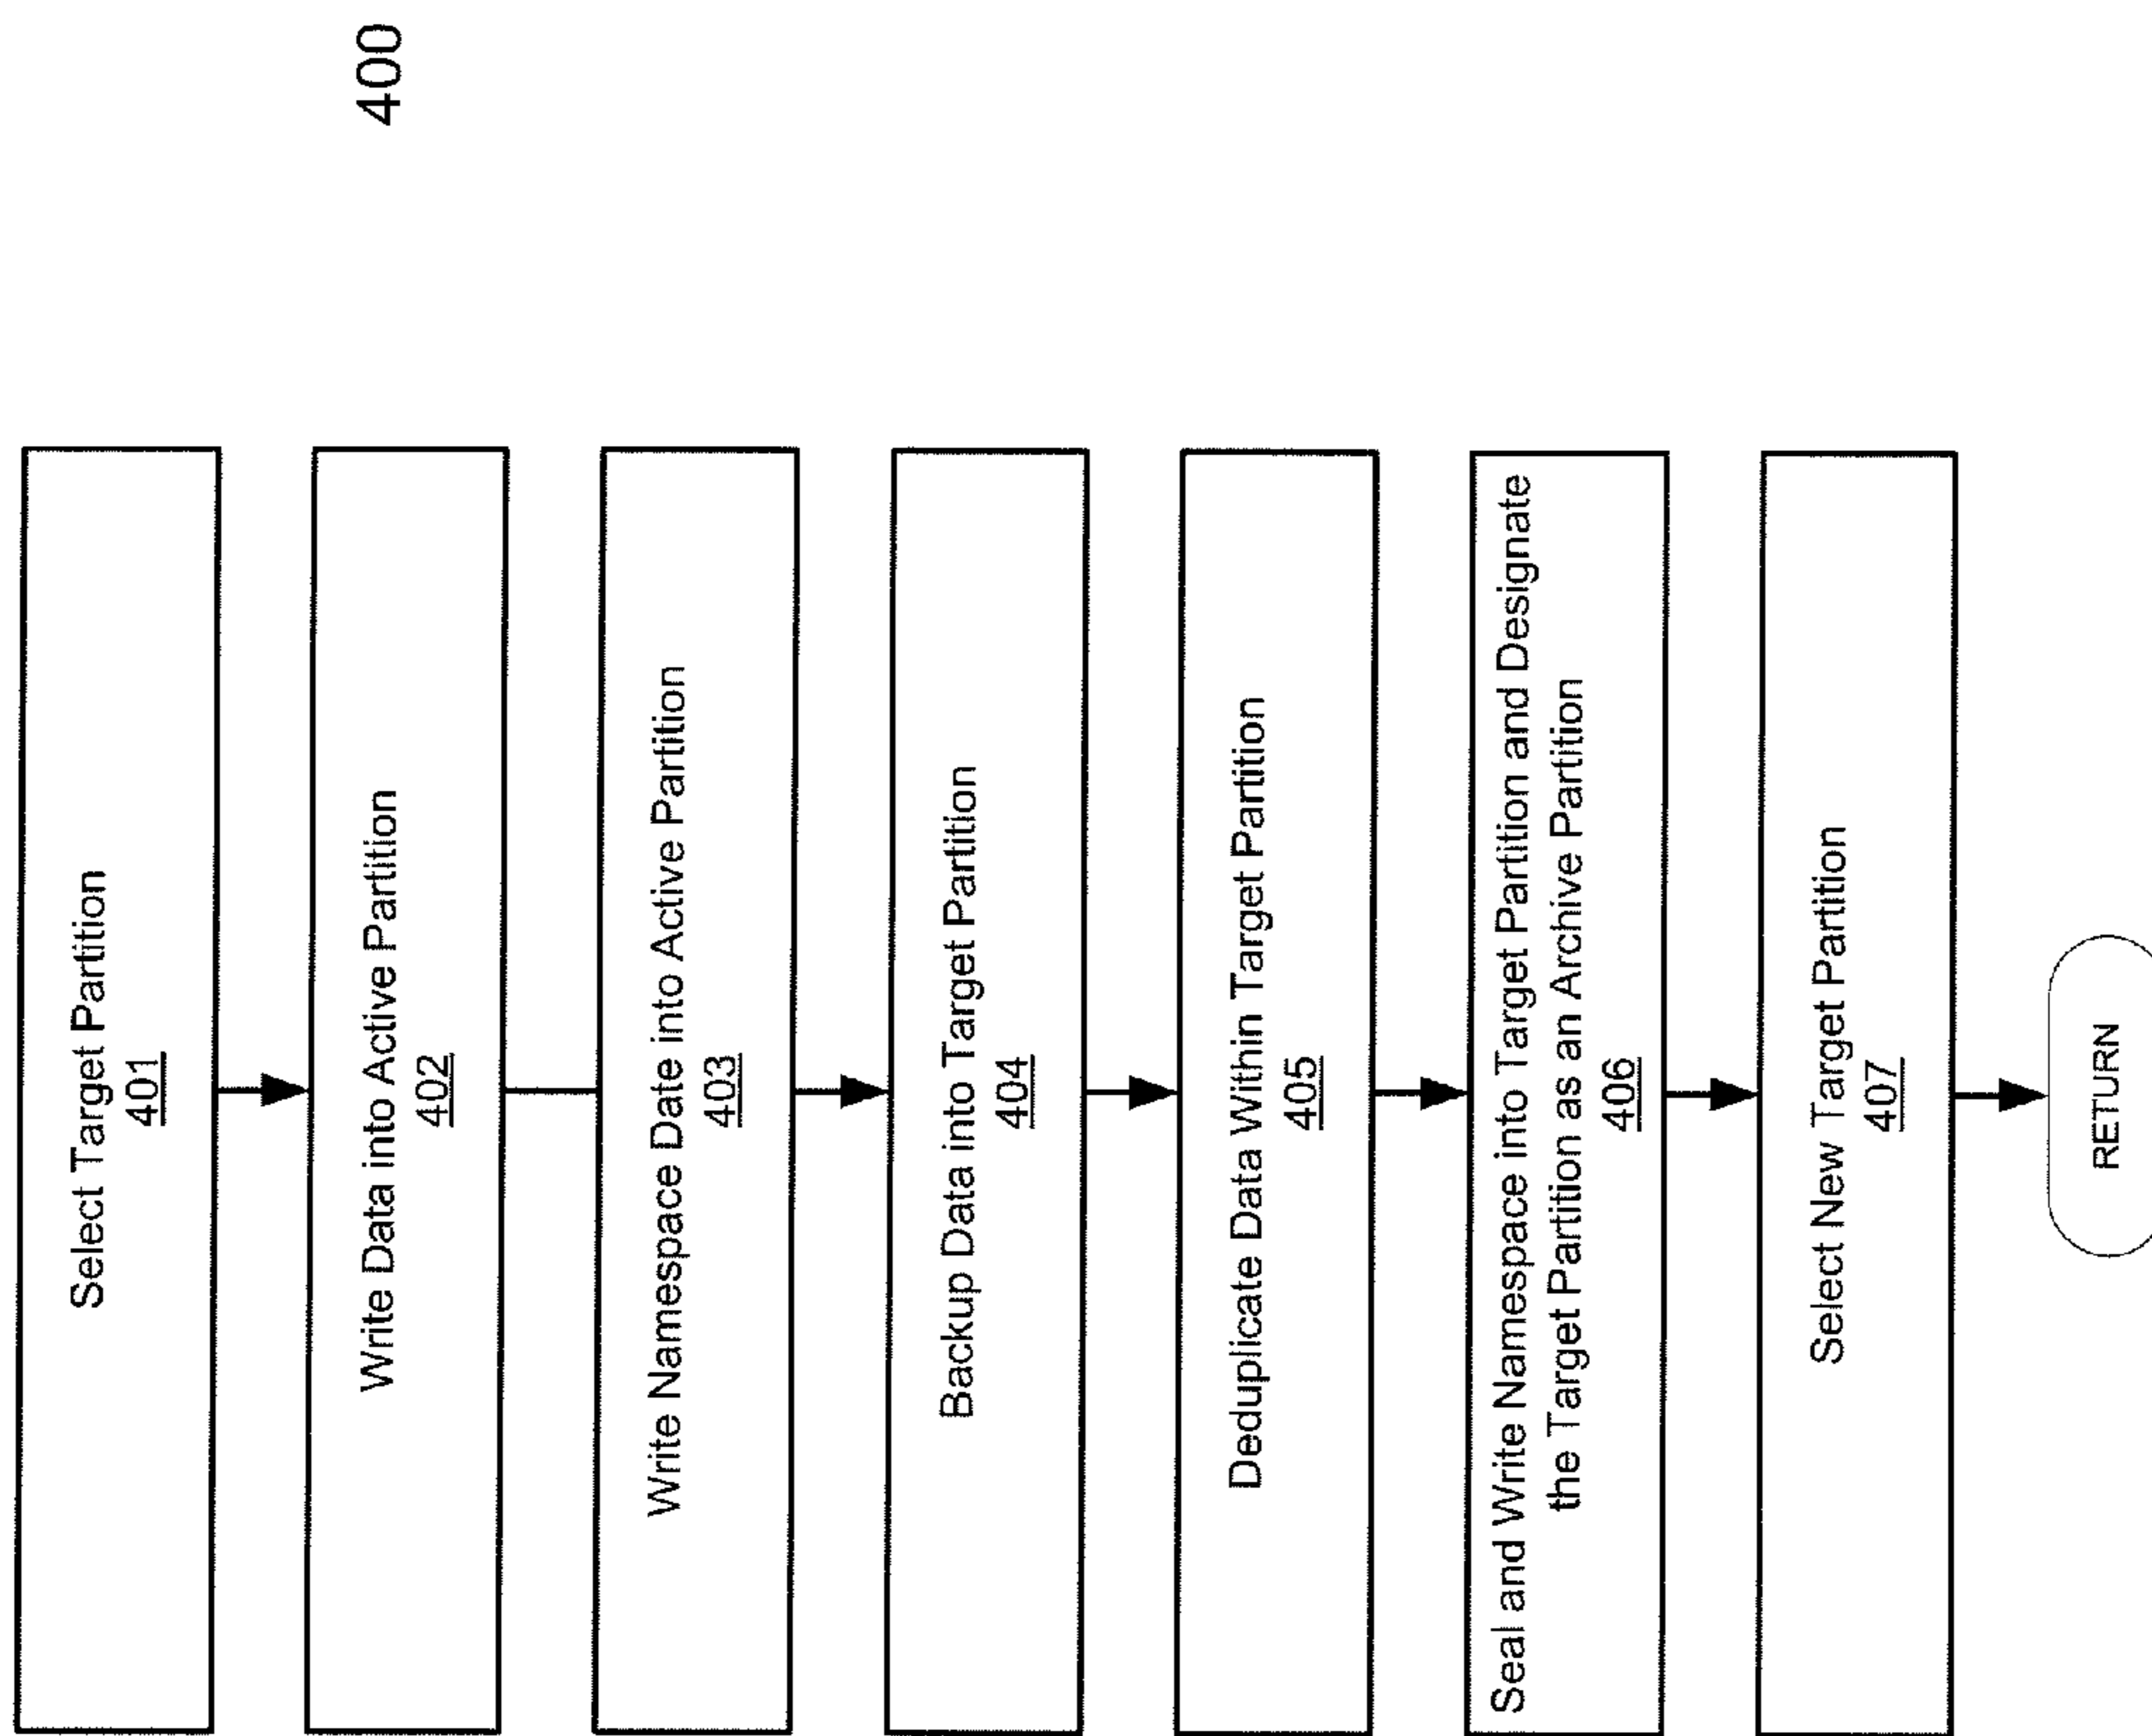 400
Select Target Partition
401
Write Data into Active Partition
402
Write Namespace Date into Active Partition
403
Backup Data into Target Partition
404
Deduplicate Data Within Target Partition
405
Seal and Write Namespace into Target Partition and Designate
the Target Partition as an Archive Partition
406
Select New Target Partition
407
RETURN